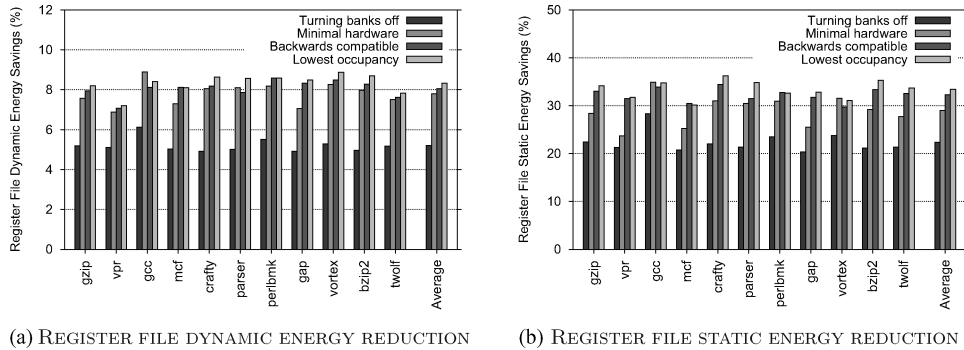 Register File Dynamic Energy Savings (%)
12
10
8
6
4
2
0
Turning banks off
Minimal hardware
Backwards compatible
Lowest occupancy
gzip
vpr
gcc
mcf
crafty
parser
perlbmk
gap
vortex
bzip2
twolf
Average
(a) REGISTER FILE DYNAMIC ENERGY REDUCTION
Register File Static Energy Savings (%)
50
40
30
20
10
0
Turning banks off
Minimal hardware
Backwards compatible
Lowest occupancy
gzip
vpr
gcc
mcf
crafty
parser
perlbmk
gap
vortex
bzip2
twolf
Average
(b) REGISTER FILE STATIC ENERGY REDUCTION